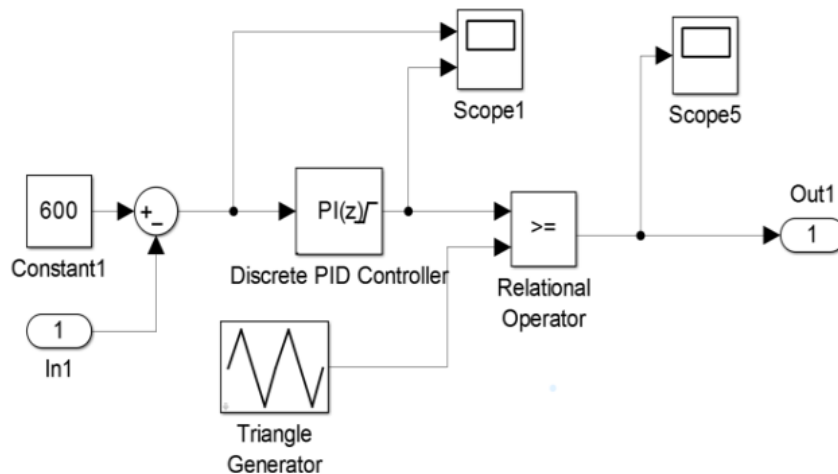 Scope1
Scope5
600
+
−
Constant1
PI(z)
Discrete PID Controller
>=
Relational
Operator
Out1
1
1
In1
Triangle
Generator